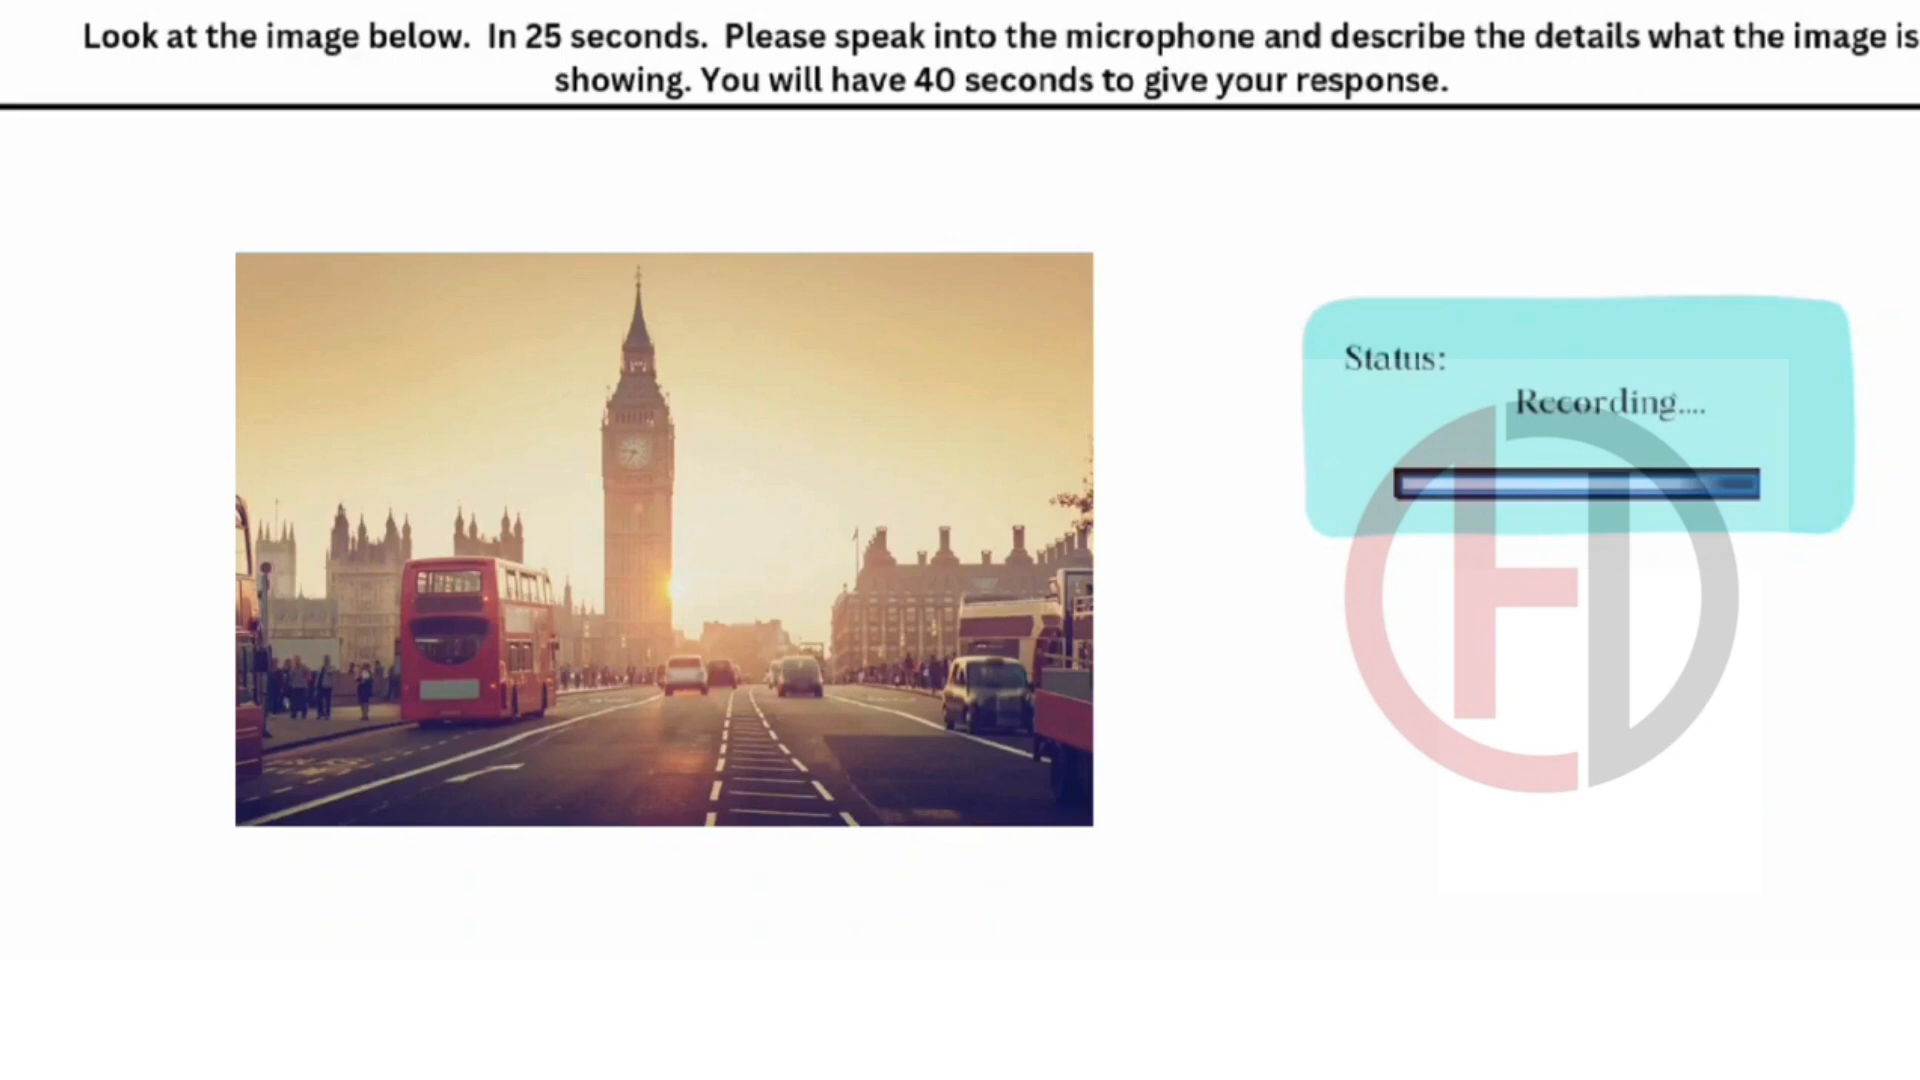 Look at the image below.  In 25 seconds.  Please speak into the microphone and describe the details what the image is
showing. You will have 40 seconds to give your response.
Status:
Recording....